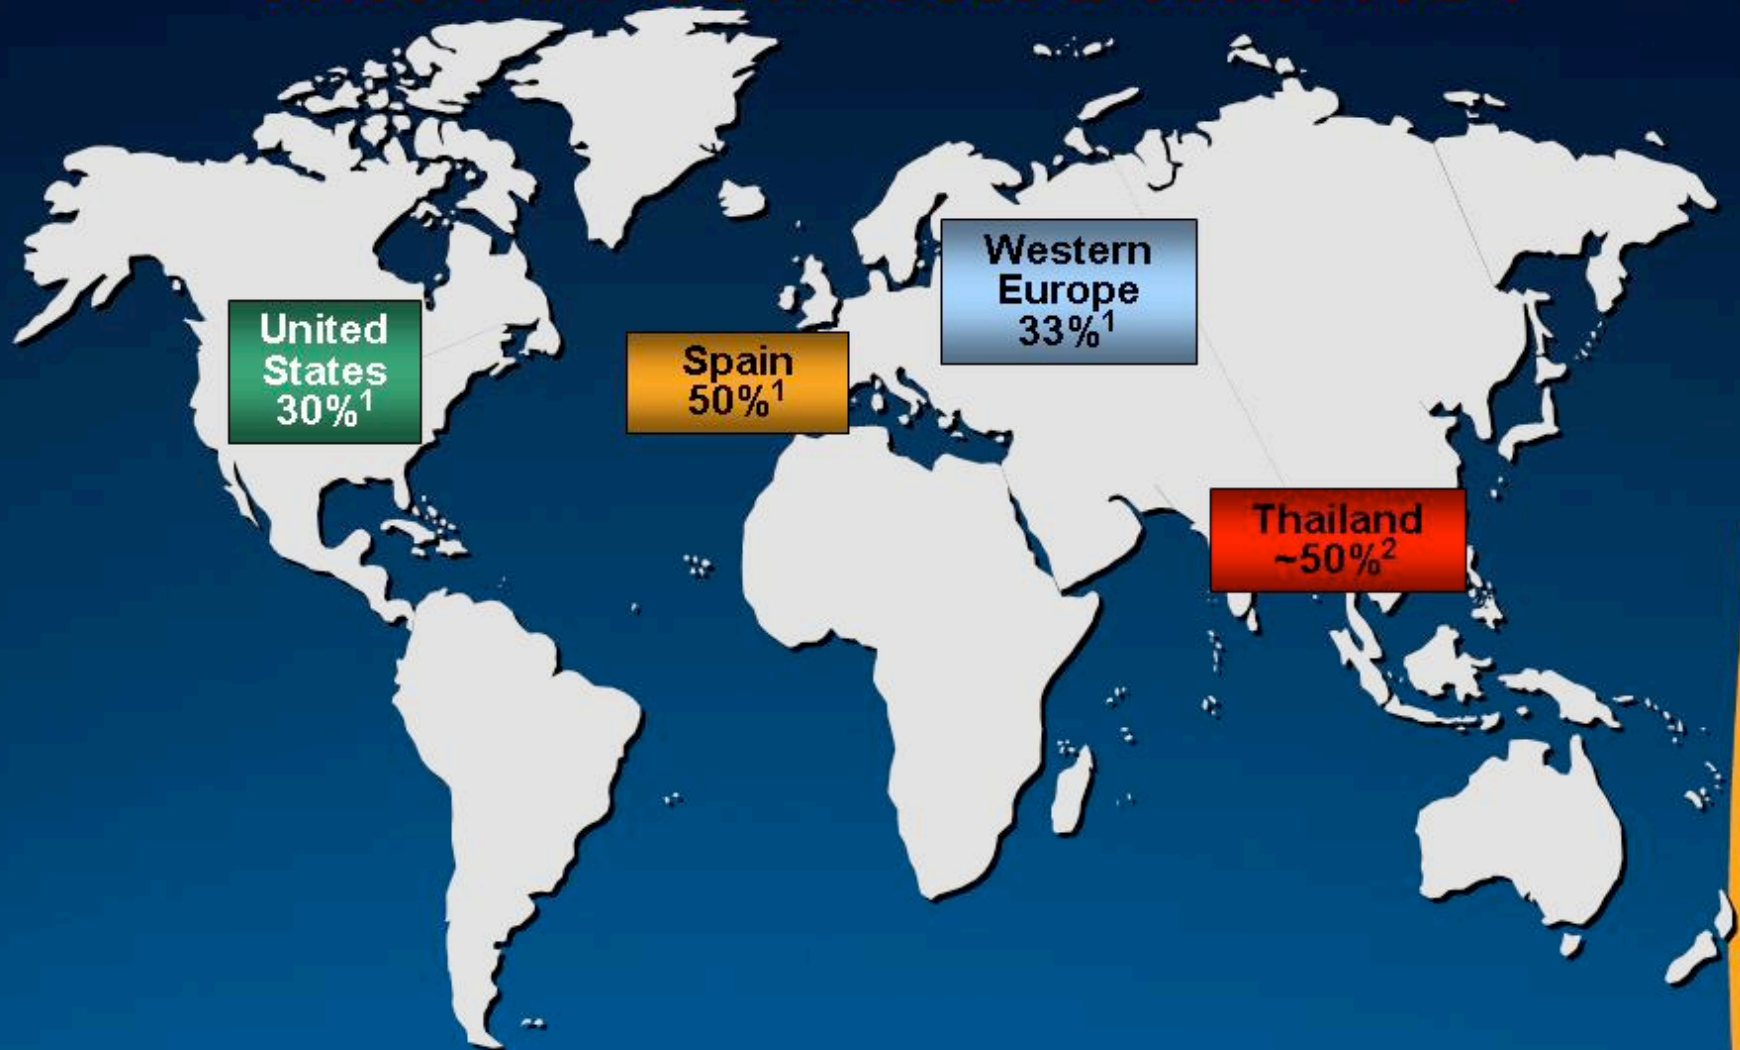 United
States
30%¹
Spain
50%¹
Western
Europe
33%¹
Thailand
~50%²